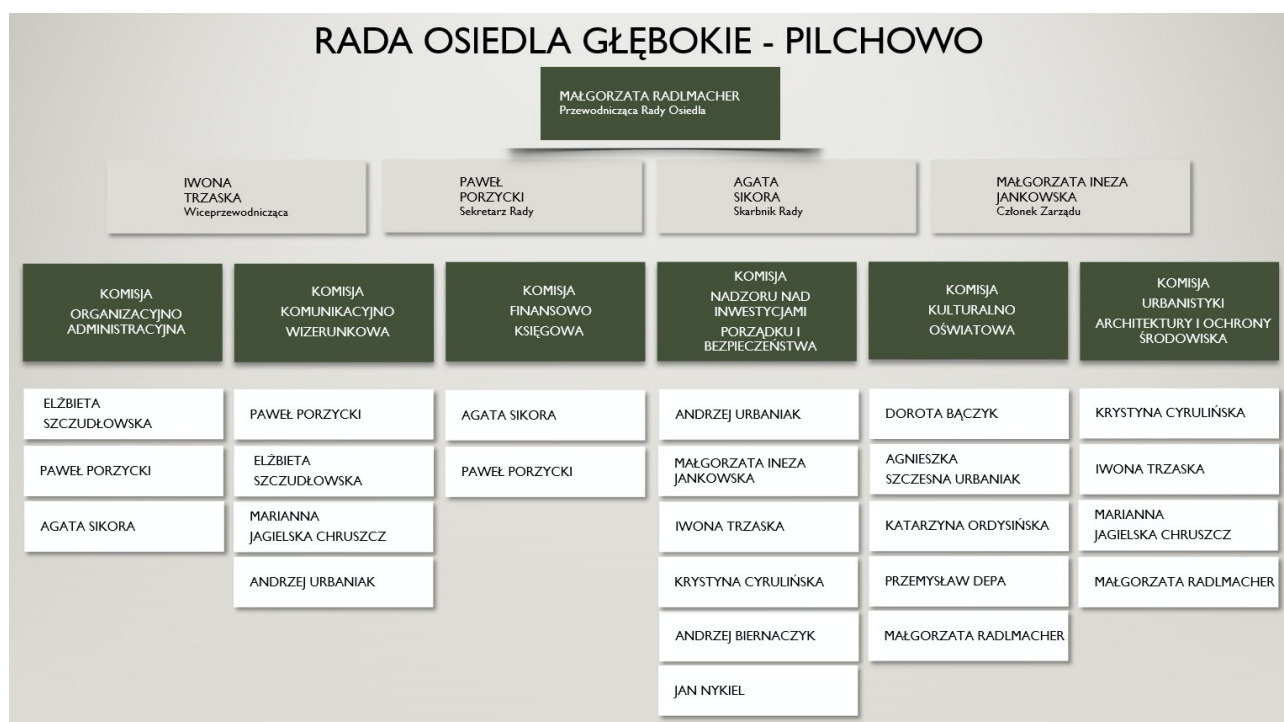 RADA OSIEDLA GŁĘBOKIE - PILCHOWO
MAŁGORZATA RADLMACHER
Przewodnicząca Rady Osiedla
IWONA
TRZASKA
Wiceprzewodnicząca
PAWEŁ
PORZYCKI
Sekretarz Rady
AGATA
SIKORA
Skarbnik Rady
MAŁGORZATA INEZA
JANKOWSKA
Członek Zarządu
KOMISJA
ORGANIZACYJNO
ADMINISTRACYJNA
ELŻBIETA
SZCZUDŁOWSKA
PAWEŁ PORZYCKI
AGATA SIKORA
KOMISJA
KOMUNIKACYJNO
WIZERUNKOWA
PAWEŁ PORZYCKI
ELŻBIETA
SZCZUDŁOWSKA
MARIANNA
JAGIELSKA CHRUSZCZ
ANDRZEJ URBANIAK
KOMISJA
FINANSOWO
KSIĘGOWA
AGATA SIKORA
PAWEŁ PORZYCKI
KOMISJA
NADZORU NAD
INWESTYCJAMI
PORZĄDKU I
BEZPIECZEŃSTWA
ANDRZEJ URBANIAK
MAŁGORZATA INEZA
JANKOWSKA
IWONA TRZASKA
KRYSTYNA CYRULIŃSKA
ANDRZEJ BIERNACZYK
JAN NYKIEL
KOMISJA
KULTURALNO
OŚWIATOWA
DOROTA BĄCZYK
AGNIESZKA
SZCZESNA URBANIAK
KATARZYNA ORDYSIŃSKA
PRZEMYSŁAW DEPA
MAŁGORZATA RADLMACHER
KOMISJA
URBANISTYKI
ARCHITEKTURY I OCHRONY
ŚRODOWISKA
KRYSTYNA CYRULIŃSKA
IWONA TRZASKA
MARIANNA
JAGIELSKA CHRUSZCZ
MAŁGORZATA RADLMACHER